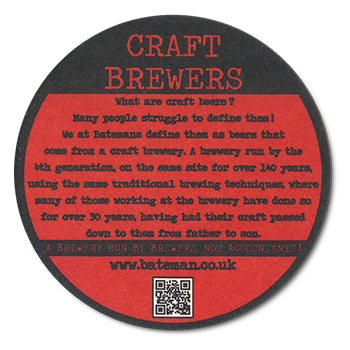 CRAFT
BREWERS
What are craft beers?
Many people struggle to define them!
We at Batemans define them as beers that
come from a craft brewery. A brewery run by the
4th generation, on the same site for over 140 years,
using the same traditional brewing techniques, where
many of those working at the brewery have done so
for over 30 years, having had their craft passed
down to them from father to son.
A BREWERY RUN BY BREWERS, NOT ACCOUNTANTS!
www.bateman.co.uk